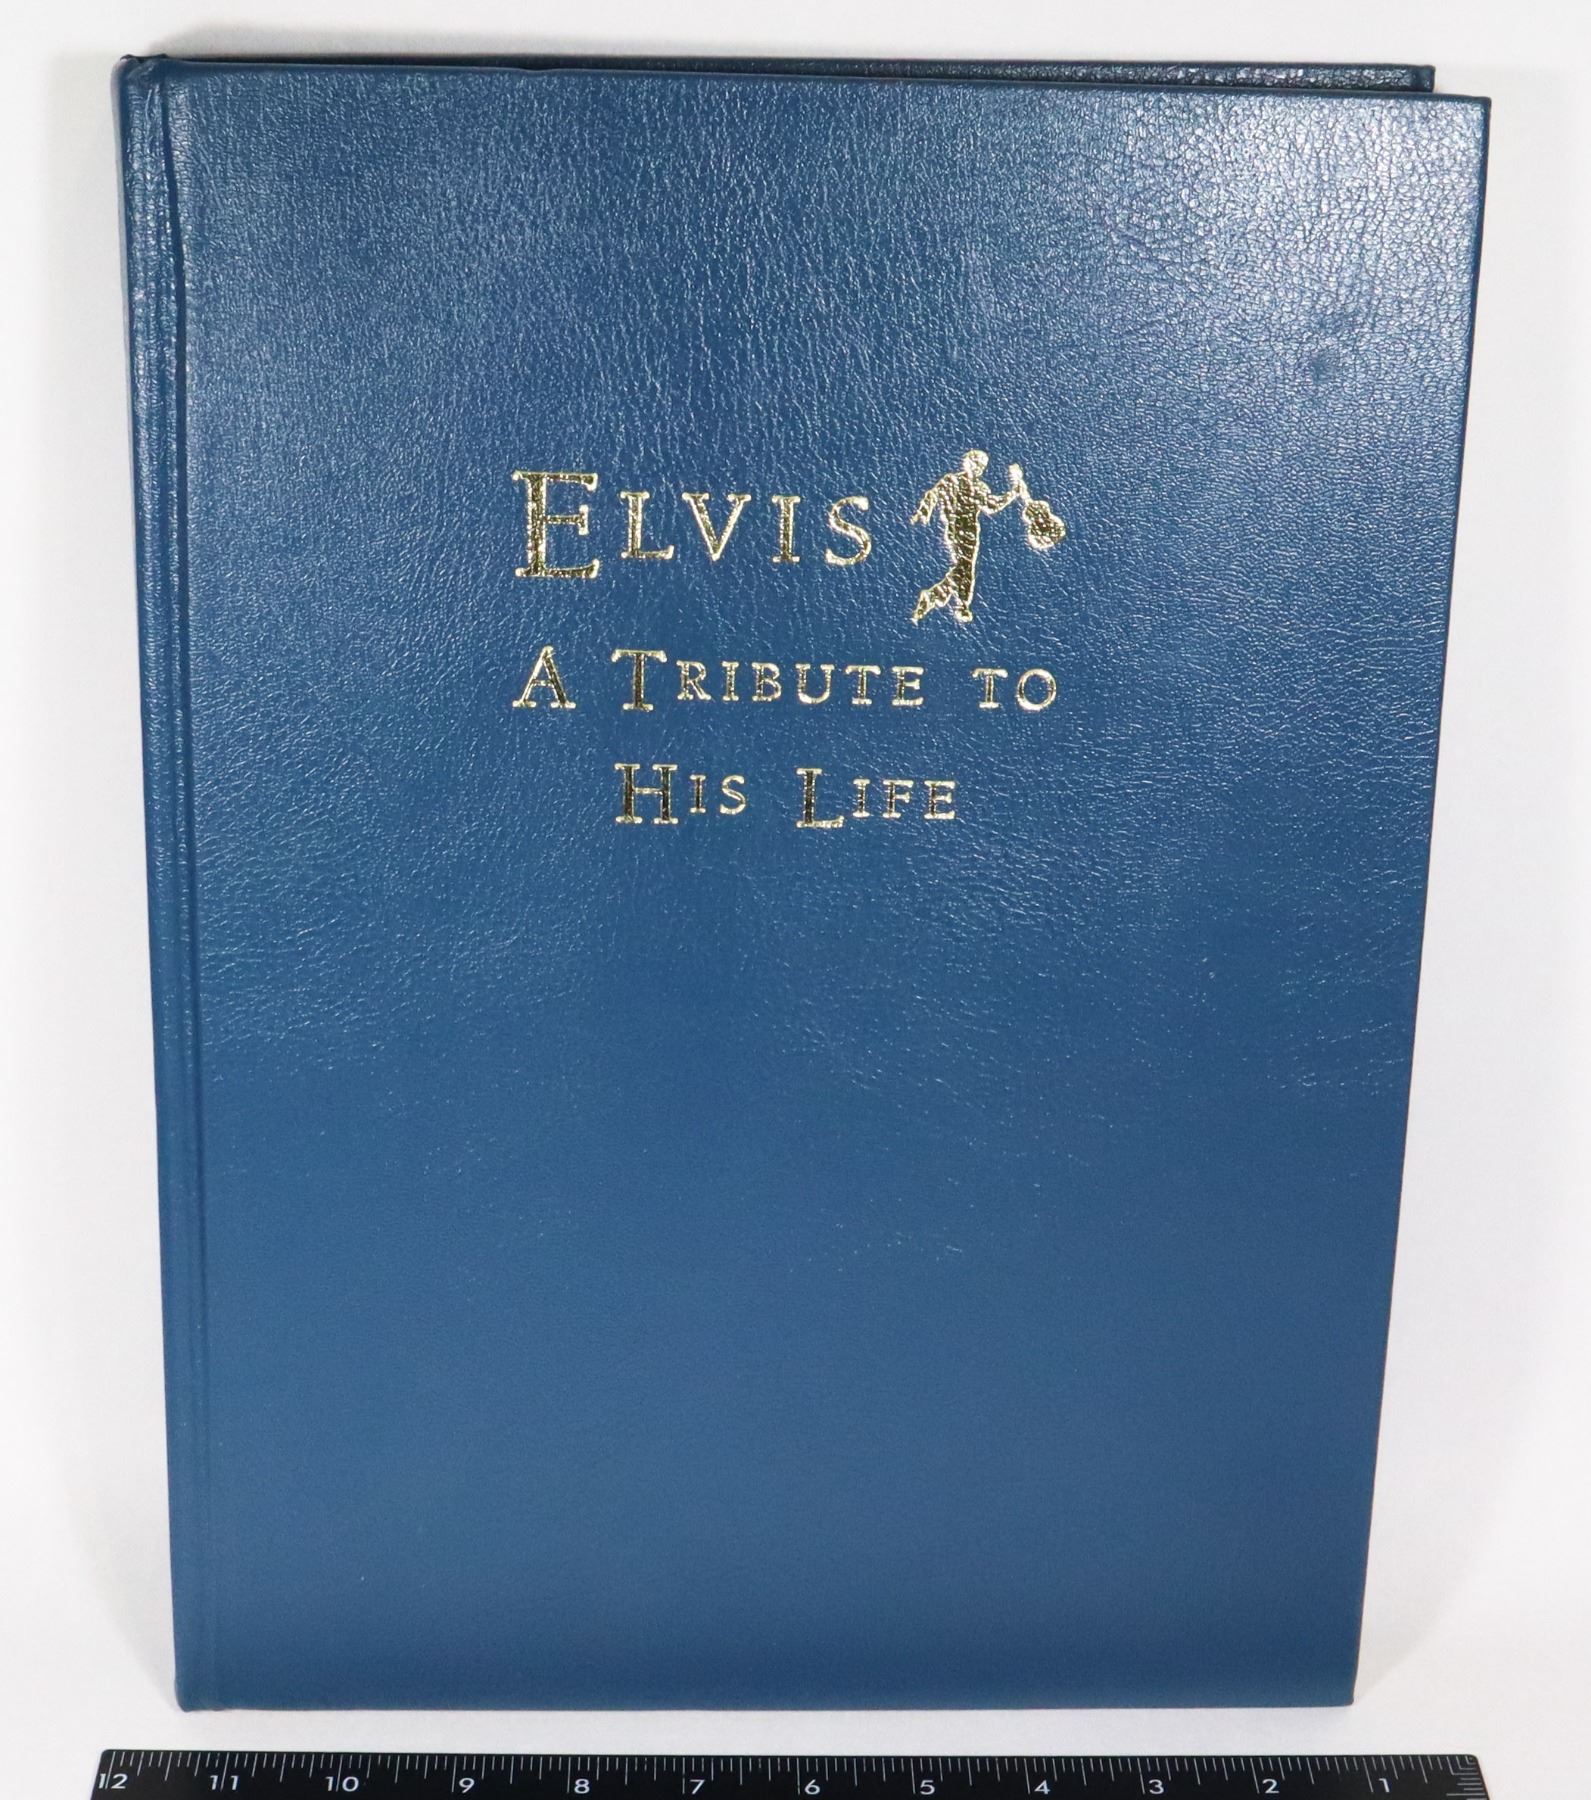 ELVIS
A TRIBUTE TO
HIS LIFE
12 11 10 9 8 7 6 5 4 3 2 1